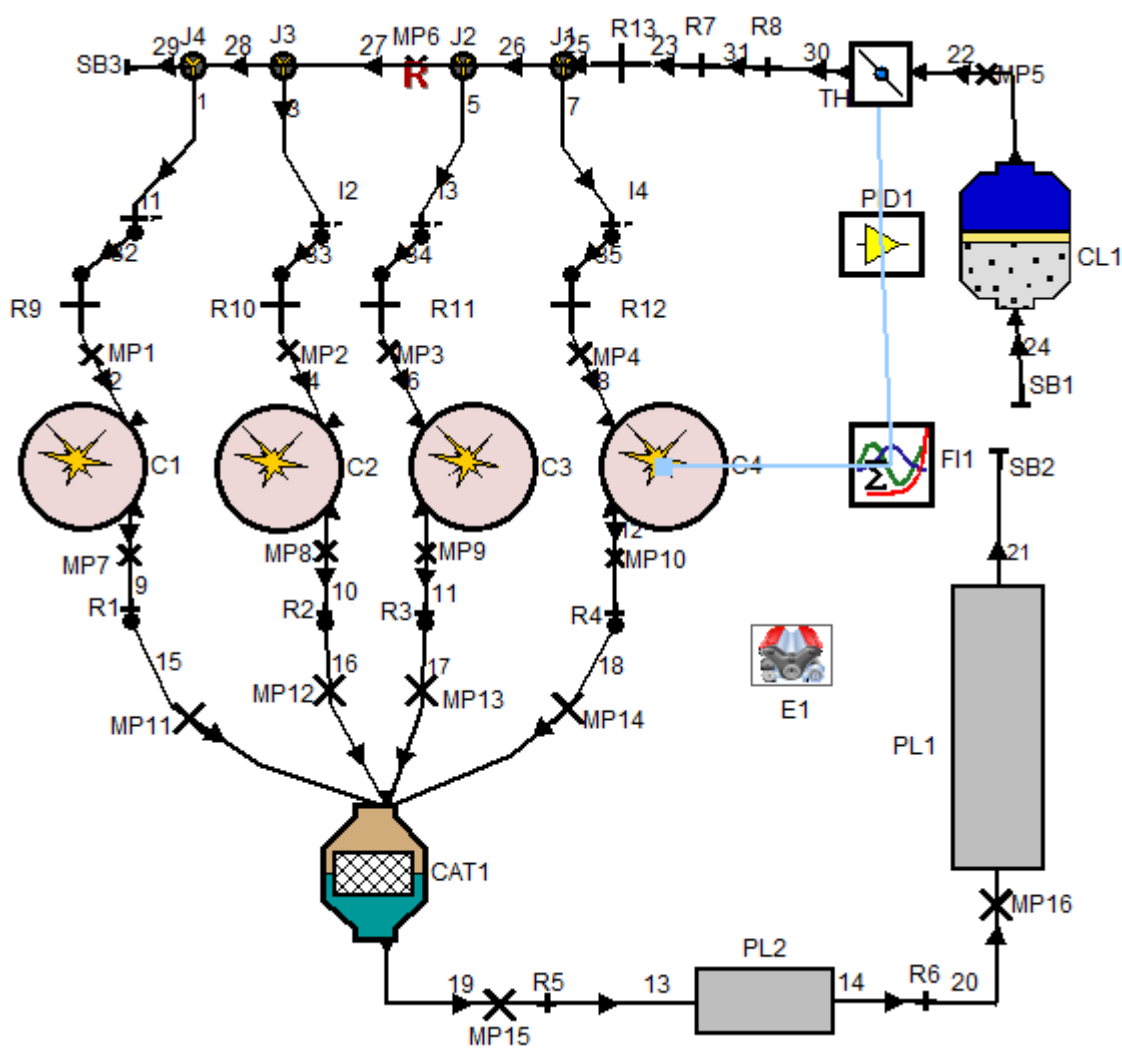 J4 J3 MP6 J2 J1 R13 R7 R8
SB3 29 28 27 26 25 23 31 30 22
TH MP5
1 3 5 7
R
I2 I3 I4 PID1
11
32 33 34 35 CL1
R9 R10 R11 R12
24
MP1 MP2 MP3 MP4
2 4 6 8 SB1
C1 C2 C3 C4 FI1 SB2
Σ
12
MP7 MP8 MP9 MP10 21
9 10 11
R1 R2 R3 R4
15 16 17 18
MP11 MP12 MP13 MP14 E1
PL1
CAT1
MP16
PL2
19 R5 13 14 R6 20
MP15